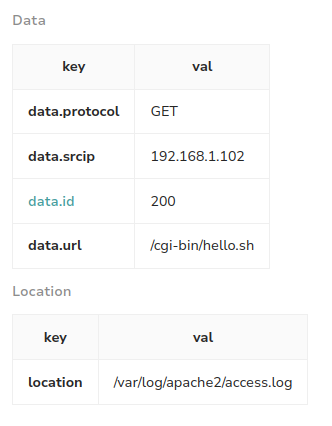 Data
key val
data.protocol GET
data.srcip 192.168.1.102
data.id 200
data.url /cgi-bin/hello.sh
Location
key val
location /var/log/apache2/access.log